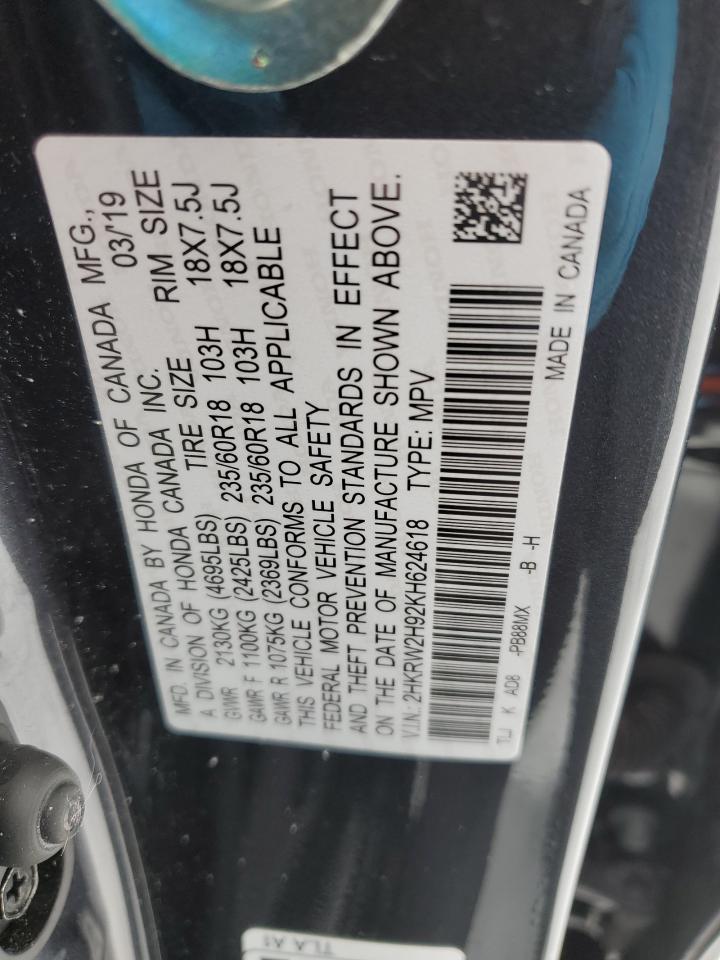 MFD. IN CANADA BY HONDA OF CANADA MFG.,
A DIVISION OF HONDA CANADA INC. 03/'19
TIRE SIZE RIM SIZE
GVWR 2130KG (4695LBS)
GAWR F 1100KG (2425LBS) 235/60R18 103H 18X7.5J
GAWR R 1075KG (2369LBS) 235/60R18 103H 18X7.5J
THIS VEHICLE CONFORMS TO ALL APPLICABLE
FEDERAL MOTOR VEHICLE SAFETY
AND THEFT PREVENTION STANDARDS IN EFFECT
ON THE DATE OF MANUFACTURE SHOWN ABOVE.
V.I.N.: 2HKRW2H92KH624618 TYPE: MPV
TLJ K AD8 -PB88MX -B -H
MADE IN CANADA
TLA A1